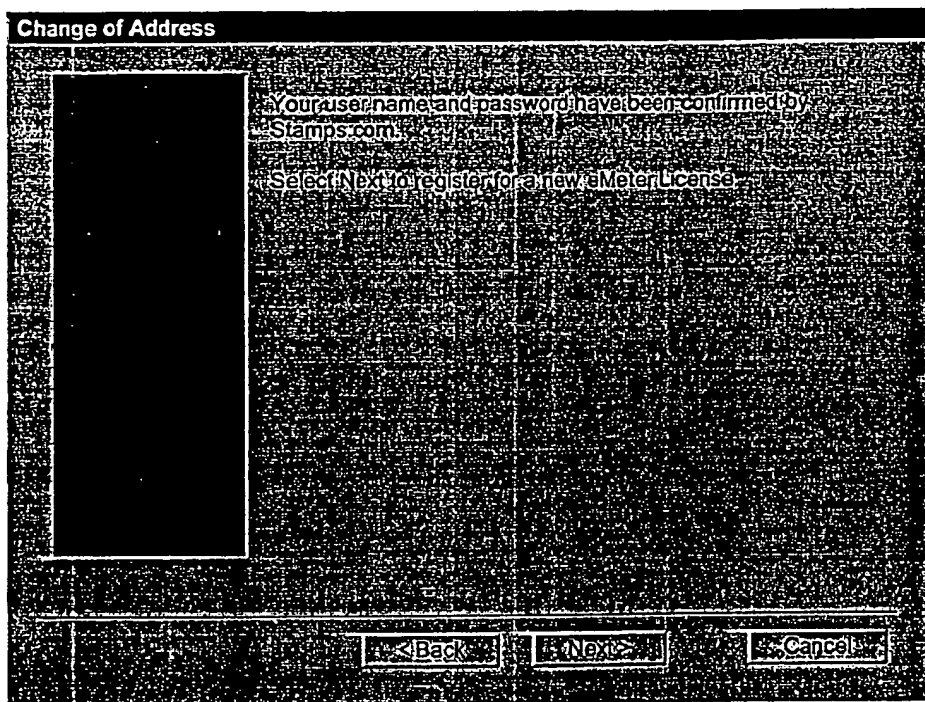 Change of Address
Your user name and password have been confirmed by
Stamps.com.
Select Next to register for a new eMeter License.
< Back
Next >
Cancel